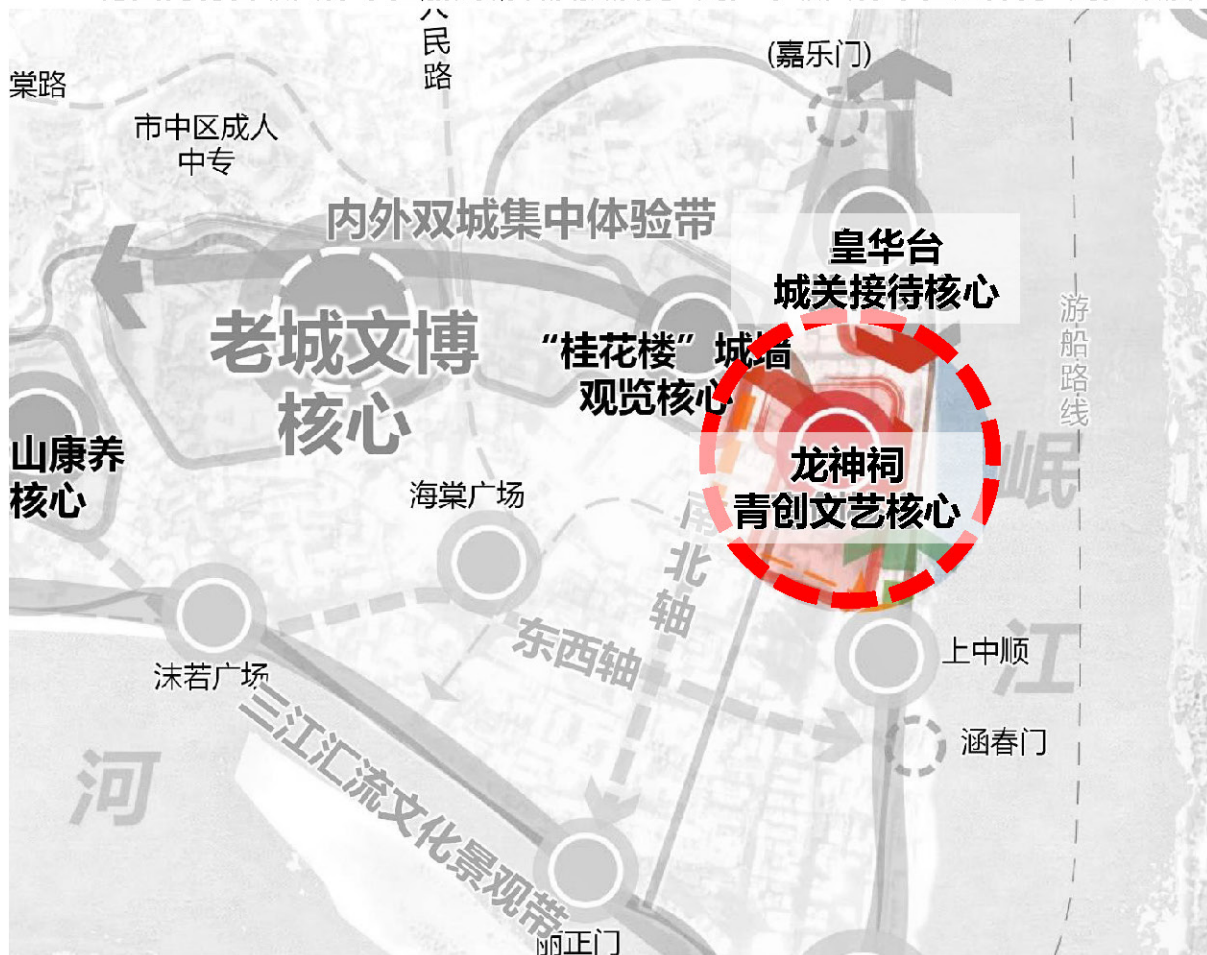 人民路
(嘉乐门)
棠路
市中区成人
中专
内外双城集中体验带
皇华台
城关接待核心
游船路线
老城文博
核心
“桂花楼”城墙
观览核心
山康养
核心
龙神祠
青创文艺核心
岷江
海棠广场
南北轴
东西轴
上中顺
沫若广场
涵春门
三江汇流文化景观带
河
丽正门